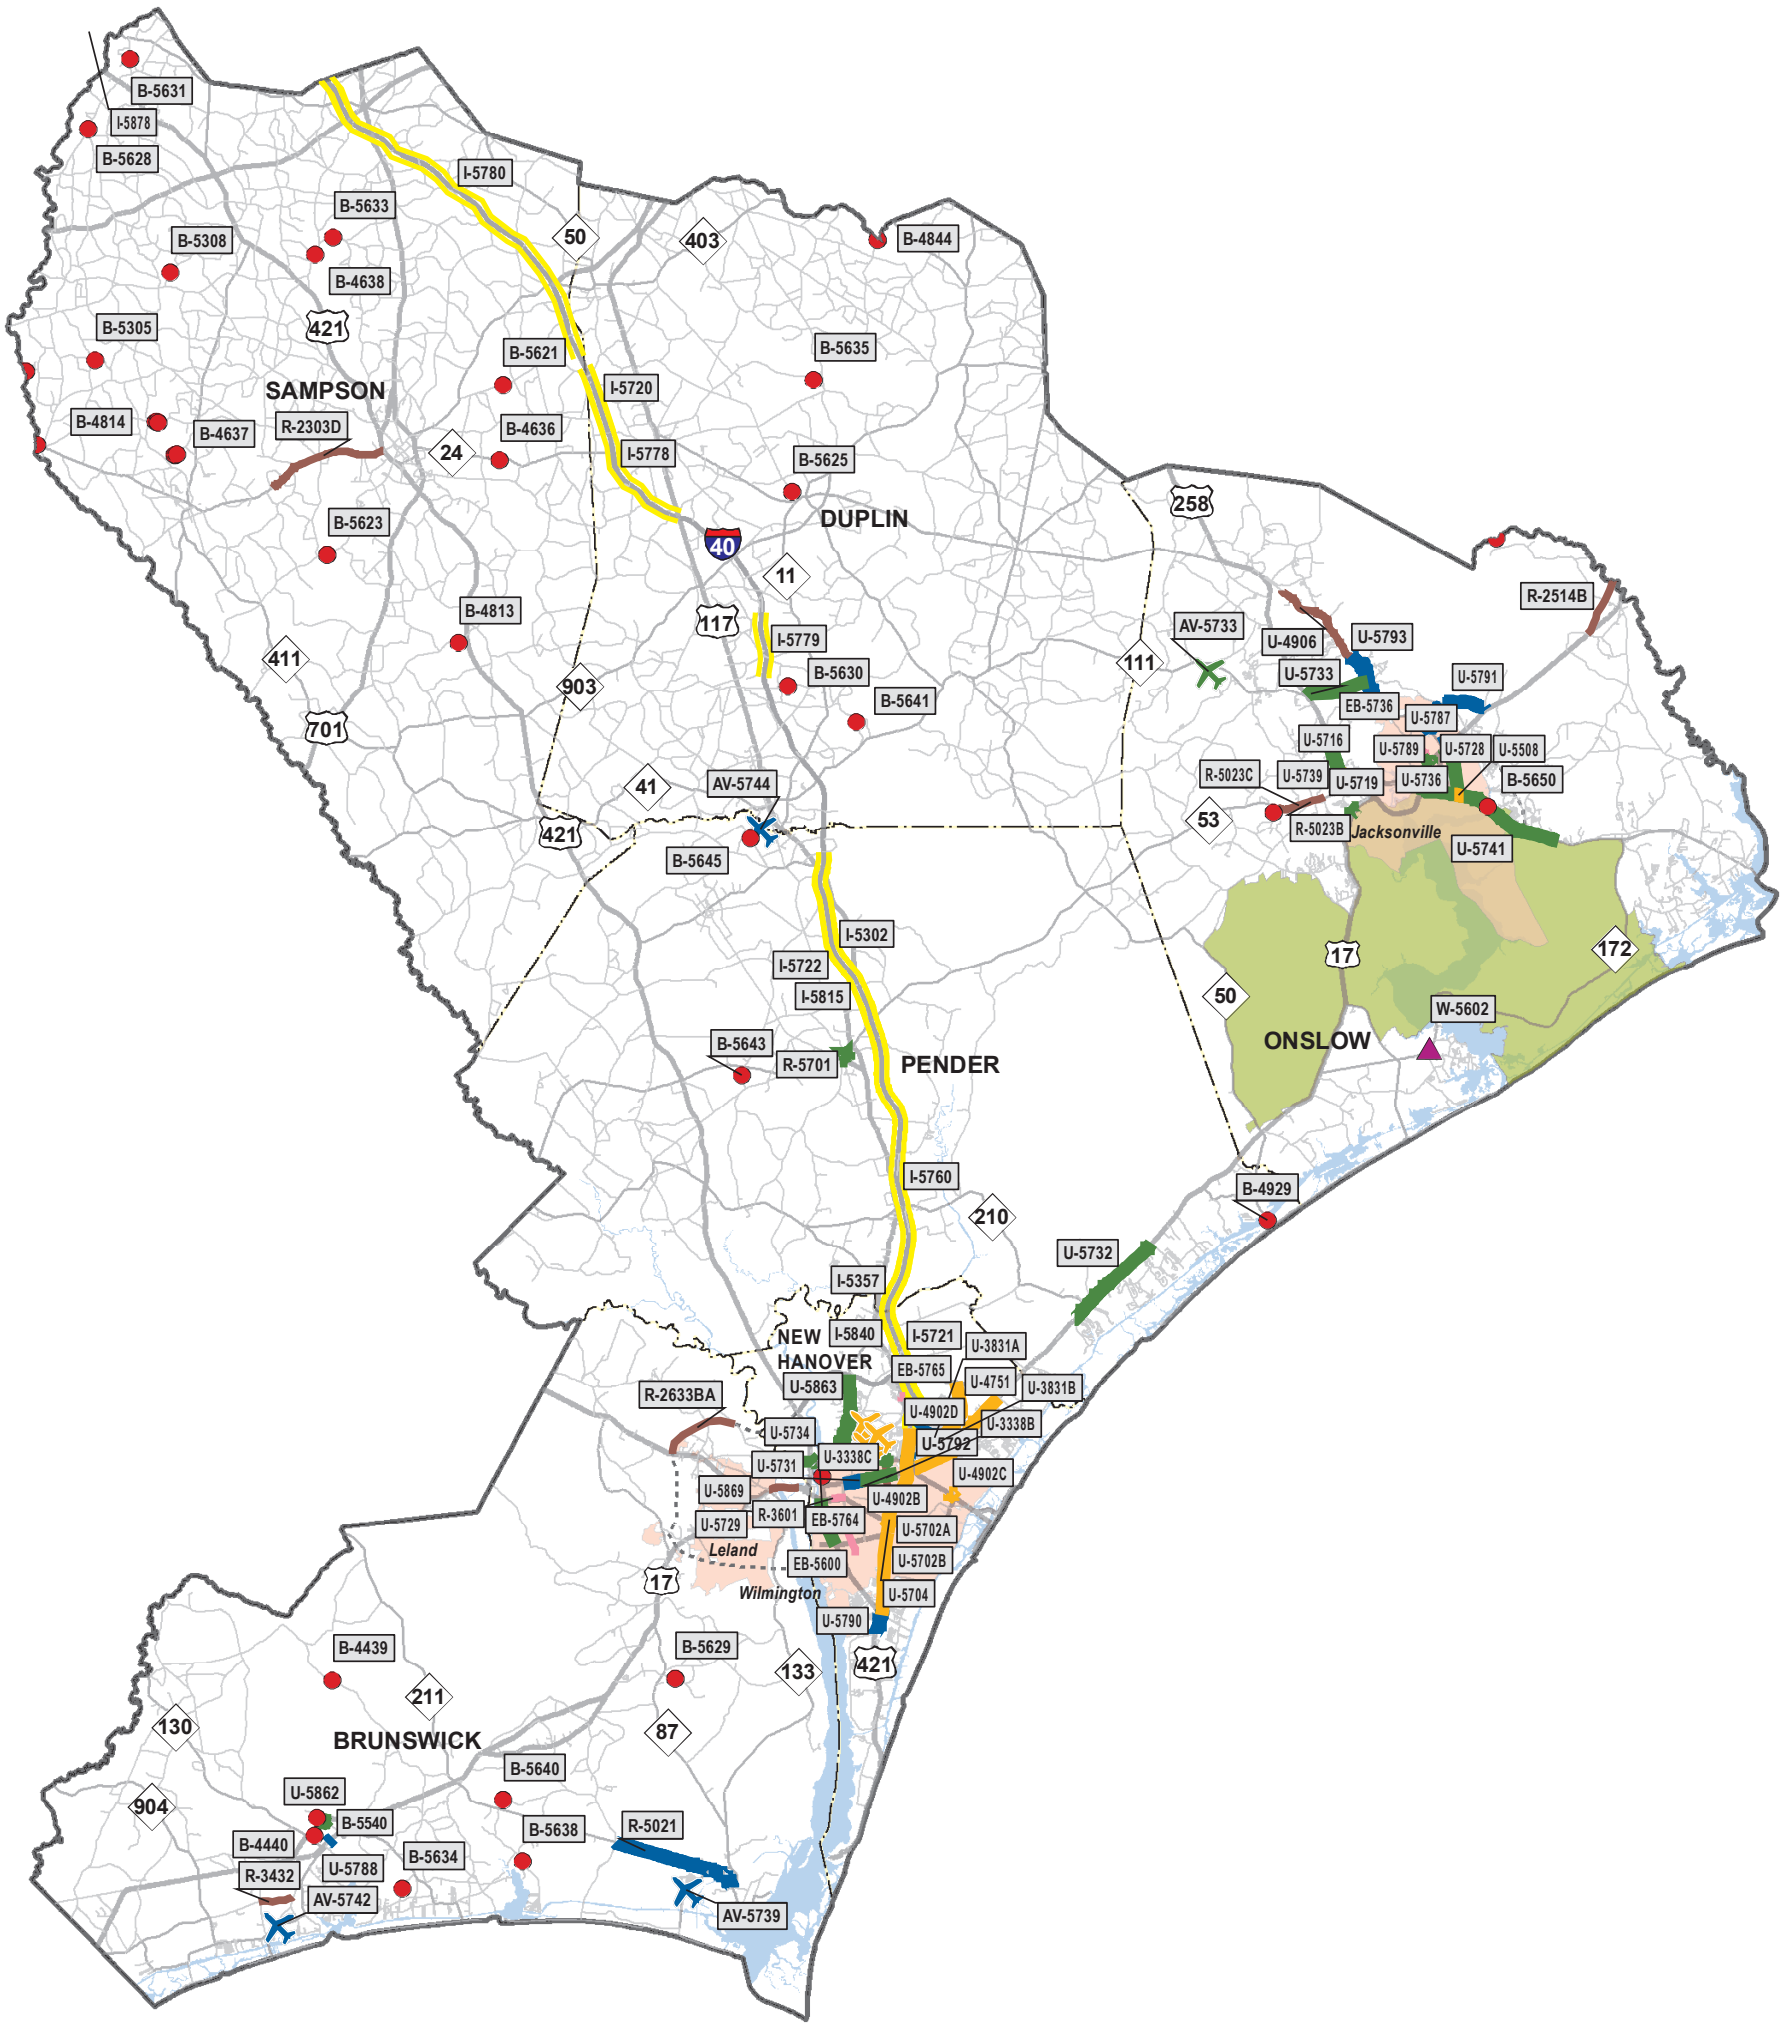 B-5631
I-5878
B-5628
I-5780
B-5633
B-5308
50
403
B-4844
B-4638
421
B-5305
B-5621
B-5635
SAMPSON
I-5720
B-4814
B-4637
R-2303D
B-4636
24
I-5778
B-5625
258
B-5623
DUPLIN
40
11
B-4813
117
I-5779
R-2514B
AV-5733
U-4906
U-5793
411
903
B-5630
111
U-5733
U-5791
701
B-5641
EB-5736
U-5787
U-5716
U-5789
U-5728
U-5508
41
AV-5744
R-5023C
U-5739
U-5719
U-5736
B-5650
421
53
R-5023B
Jacksonville
B-5645
U-5741
I-5302
I-5722
17
172
I-5815
50
W-5602
B-5643
R-5701
PENDER
ONSLOW
I-5760
B-4929
210
U-5732
I-5357
I-5840
NEW
HANOVER
I-5721
U-3831A
EB-5765
U-4751
U-5863
U-3831B
R-2633BA
U-4902D
U-3338B
U-5734
U-5792
U-5731
U-3338C
U-4902C
U-5869
U-4902B
R-3601
EB-5764
U-5729
U-5702A
Leland
EB-5600
U-5702B
17
Wilmington
U-5704
U-5790
B-4439
B-5629
133
421
211
130
87
BRUNSWICK
B-5640
U-5862
904
B-5540
B-5638
R-5021
B-4440
B-5634
U-5788
R-3432
AV-5742
AV-5739